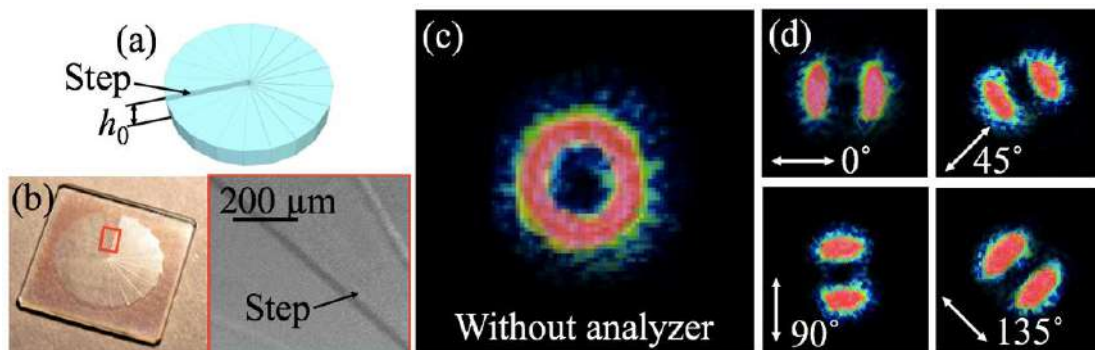 (a)
Step
h₀
(b)
200 μm
Step
(c)
Without analyzer
(d)
0°
45°
90°
135°